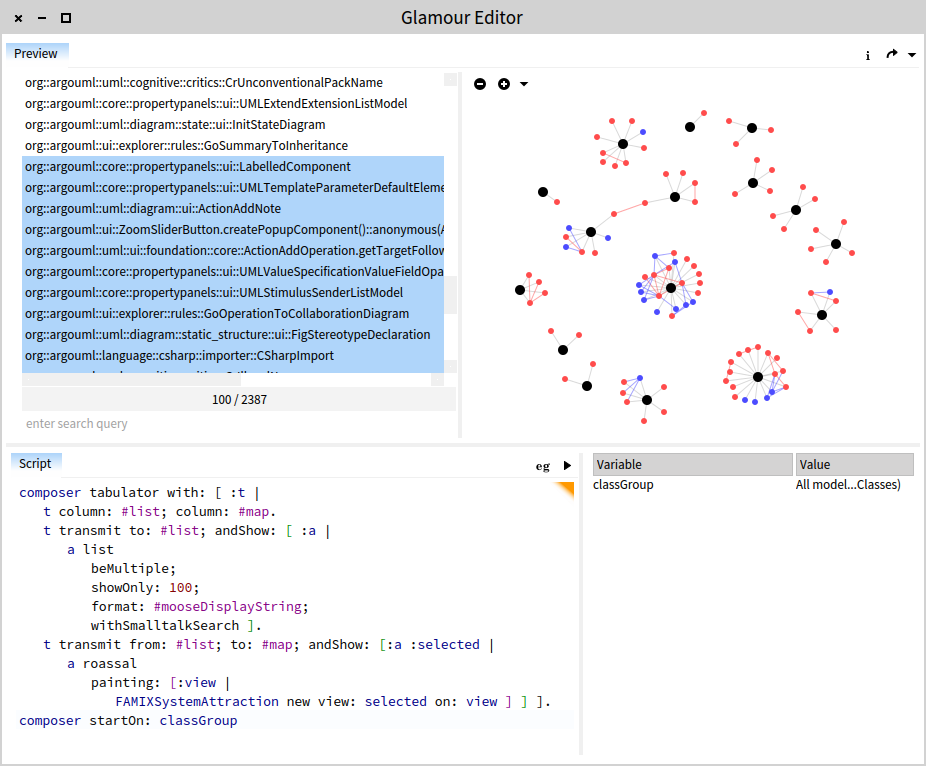 Glamour Editor
Preview
i
org::argouml::uml::cognitive::critics::CrUnconventionalPackName
org::argouml::core::propertypanels::ui::UMLExtendExtensionListModel
org::argouml::uml::diagram::state::ui::InitStateDiagram
org::argouml::ui::explorer::rules::GoSummaryToInheritance
org::argouml::core::propertypanels::ui::LabelledComponent
org::argouml::core::propertypanels::ui::UMLTemplateParameterDefaultEleme
org::argouml::uml::diagram::ui::ActionAddNote
org::argouml::ui::ZoomSliderButton.createPopupComponent()::anonymous(A
org::argouml::uml::ui::foundation::core::ActionAddOperation.getTargetFollow
org::argouml::core::propertypanels::ui::UMLValueSpecificationValueFieldOpa
org::argouml::core::propertypanels::ui::UMLStimulusSenderListModel
org::argouml::ui::explorer::rules::GoOperationToCollaborationDiagram
org::argouml::uml::diagram::static_structure::ui::FigStereotypeDeclaration
org::argouml::language::csharp::importer::CSharpImport
100 / 2387
enter search query
Script
eg
composer tabulator with: [ :t |
t column: #list; column: #map.
t transmit to: #list; andShow: [ :a |
a list
beMultiple;
showOnly: 100;
format: #mooseDisplayString;
withSmalltalkSearch ].
t transmit from: #list; to: #map; andShow: [:a :selected |
a roassal
painting: [:view |
FAMIXSystemAttraction new view: selected on: view ] ] ].
composer startOn: classGroup
Variable Value
classGroup All model...Classes)